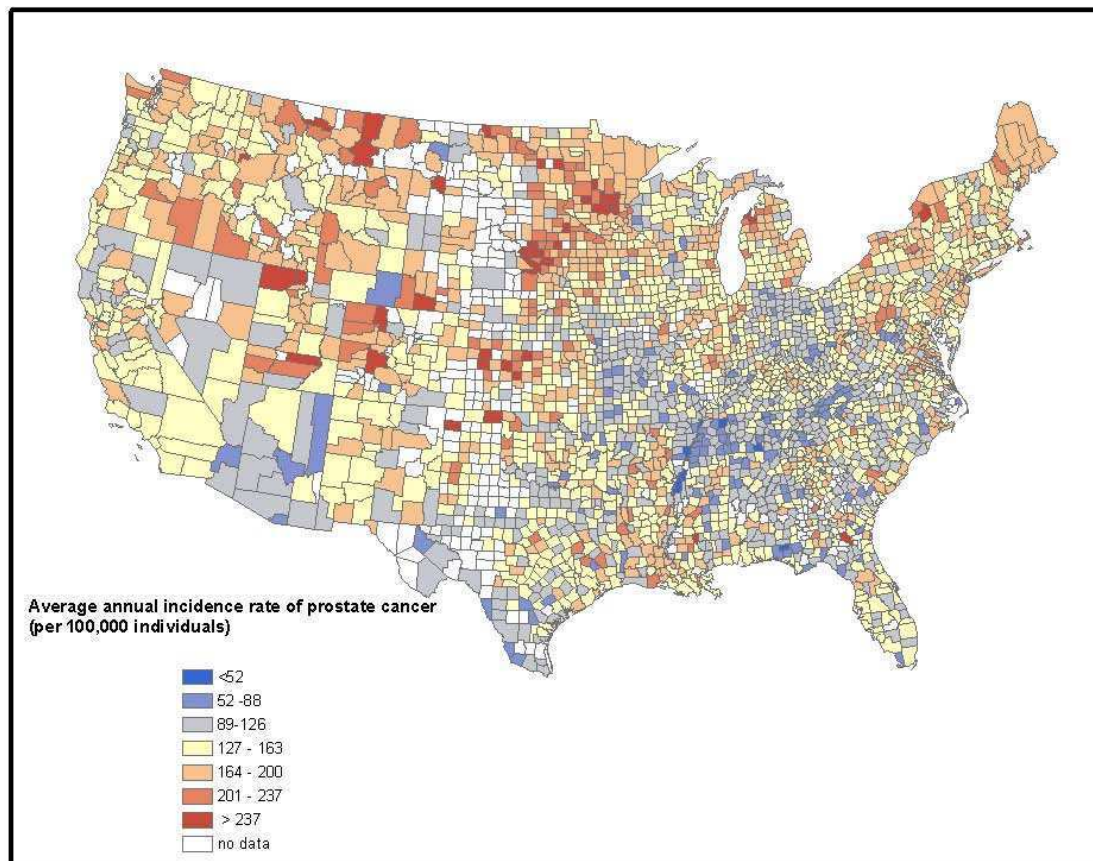 Average annual incidence rate of prostate cancer
(per 100,000 individuals)
<52
52 -88
89-126
127 - 163
164 - 200
201 - 237
> 237
no data